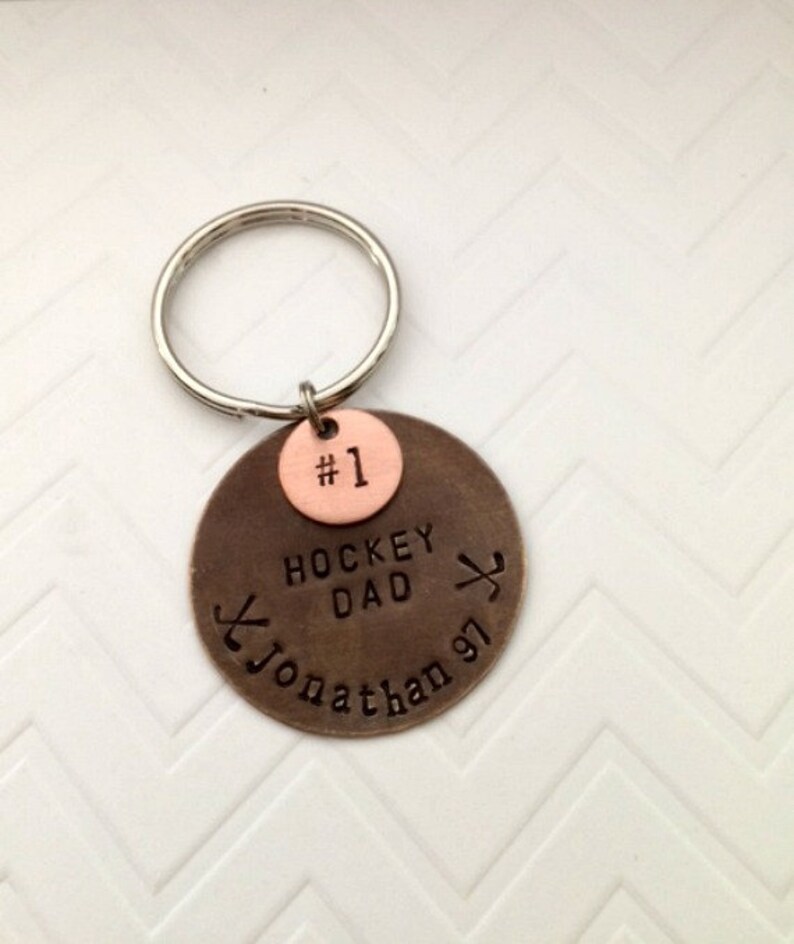 #1
HOCKEY
DAD
Jonathan 97